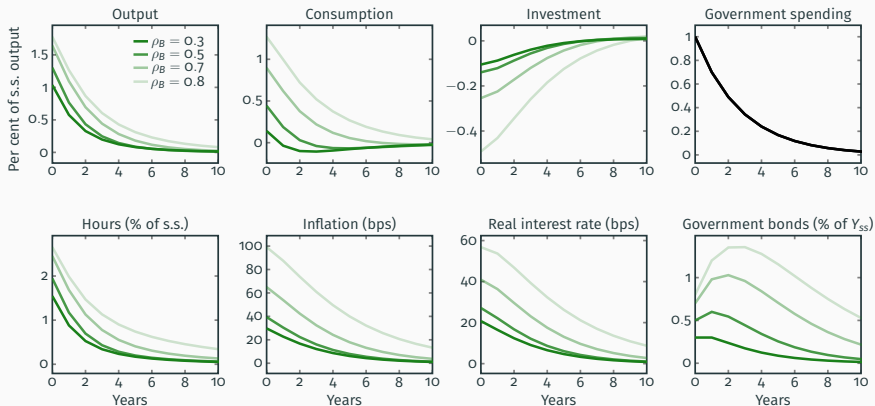 Output
Consumption
Investment
Government spending
Per cent of s.s. output
1.5
1
0.5
0
ρB = 0.3
ρB = 0.5
ρB = 0.7
ρB = 0.8
0 2 4 6 8 10
1
0.5
0
0 2 4 6 8 10
0
−0.2
−0.4
0 2 4 6 8 10
1
0.8
0.6
0.4
0.2
0
0 2 4 6 8 10
Hours (% of s.s.)
Inflation (bps)
Real interest rate (bps)
Government bonds (% of Yss)
2
1
0
0 2 4 6 8 10
Years
100
80
60
40
20
0
0 2 4 6 8 10
Years
60
40
20
0
0 2 4 6 8 10
Years
1
0.5
0
0 2 4 6 8 10
Years